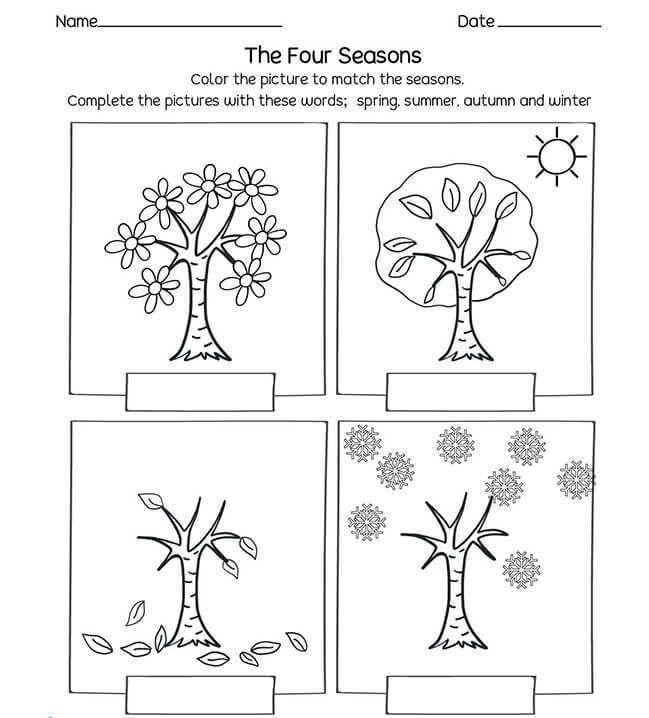 Name
Date
The Four Seasons
Color the picture to match the seasons.
Complete the pictures with these words; spring, summer, autumn and winter